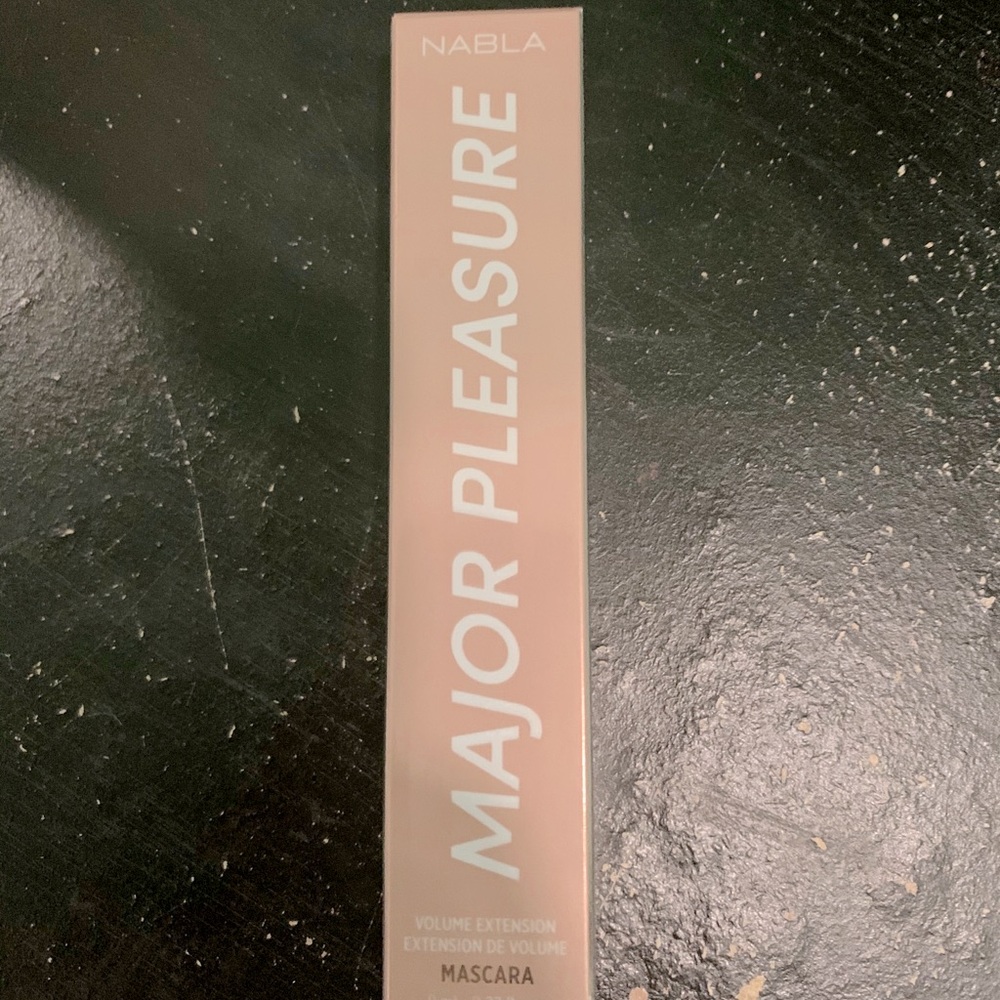 NABLA
MAJOR PLEASURE
VOLUME EXTENSION
EXTENSION DE VOLUME
MASCARA